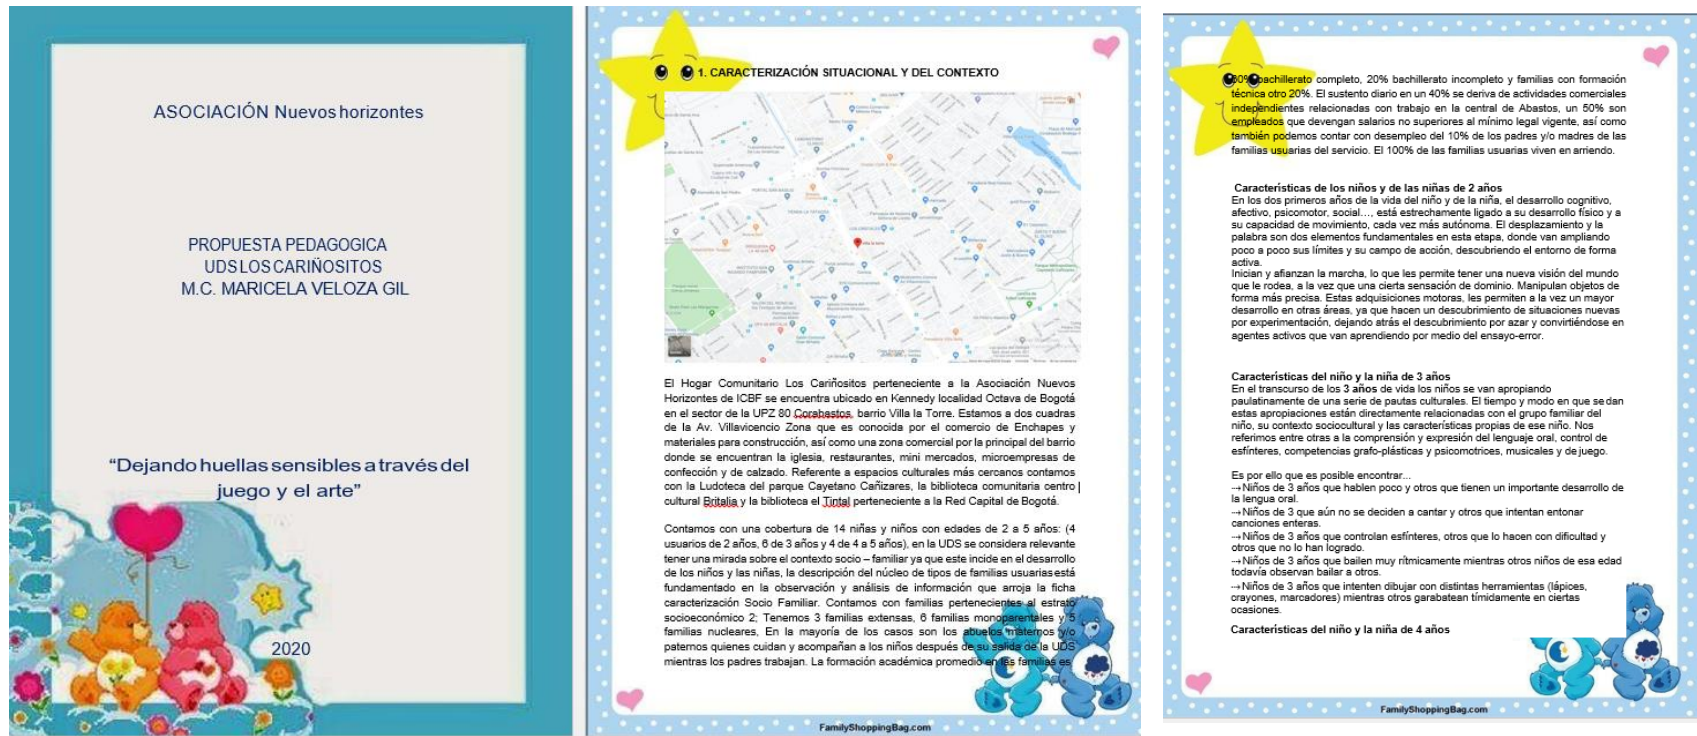 ASOCIACIÓN Nuevos horizontes
PROPUESTA PEDAGOGICA
UDS LOS CARIÑOSITOS
M.C. MARICELA VELOZA GIL
“Dejando huellas sensibles a través del
juego y el arte”
2020
1. CARACTERIZACIÓN SITUACIONAL Y DEL CONTEXTO
El Hogar Comunitario Los Cariñositos perteneciente a la Asociación Nuevos
Horizontes de ICBF se encuentra ubicado en Kennedy localidad Octava de Bogotá
en el sector de la UPZ 80 Corabastos, barrio Villa la Torre. Estamos a dos cuadras
de la Av. Villavicencio Zona que es conocida por el comercio de Enchapes y
materiales para construcción, así como una zona comercial por la principal del barrio
donde se encuentran la iglesia, restaurantes, mini mercados, microempresas de
confección y de calzado. Referente a espacios culturales más cercanos contamos
con la Ludoteca del parque Cayetano Cañizares, la biblioteca comunitaria centro
cultural Britalia y la biblioteca el Tintal perteneciente a la Red Capital de Bogotá.
Contamos con una cobertura de 14 niñas y niños con edades de 2 a 5 años: (4
usuarios de 2 años, 6 de 3 años y 4 de 4 a 5 años), en la UDS se considera relevante
tener una mirada sobre el contexto socio – familiar ya que este incide en el desarrollo
de los niños y las niñas, la descripción del núcleo de tipos de familias usuarias está
fundamentado en la observación y análisis de información que arroja la ficha
caracterización Socio Familiar. Contamos con familias pertenecientes al estrato
socioeconómico 2; Tenemos 3 familias extensas, 6 familias monoparentales y 5
familias nucleares, En la mayoría de los casos son los abuelos maternos y/o
paternos quienes cuidan y acompañan a los niños después de su salida de la UDS
mientras los padres trabajan. La formación académica promedio en las familias es
FamilyShoppingBag.com
60% bachillerato completo, 20% bachillerato incompleto y familias con formación
técnica otro 20%. El sustento diario en un 40% se deriva de actividades comerciales
independientes relacionadas con trabajo en la central de Abastos, un 50% son
empleados que devengan salarios no superiores al mínimo legal vigente, así como
también podemos contar con desempleo del 10% de los padres y/o madres de las
familias usuarias del servicio. El 100% de las familias usuarias viven en arriendo.
Características de los niños y de las niñas de 2 años
En los dos primeros años de la vida del niño y de la niña, el desarrollo cognitivo,
afectivo, psicomotor, social…, está estrechamente ligado a su desarrollo físico y a
su capacidad de movimiento, cada vez más autónoma. El desplazamiento y la
palabra son dos elementos fundamentales en esta etapa, donde van ampliando
poco a poco sus límites y su campo de acción, descubriendo el entorno de forma
activa.
Inician y afianzan la marcha, lo que les permite tener una nueva visión del mundo
que le rodea, a la vez que una cierta sensación de dominio. Manipulan objetos de
forma más precisa. Estas adquisiciones motoras, les permiten a la vez un mayor
desarrollo en otras áreas, ya que hacen un descubrimiento de situaciones nuevas
por experimentación, dejando atrás el descubrimiento por azar y convirtiéndose en
agentes activos que van aprendiendo por medio del ensayo-error.
Características del niño y la niña de 3 años
En el transcurso de los 3 años de vida los niños se van apropiando
paulatinamente de una serie de pautas culturales. El tiempo y modo en que se dan
estas apropiaciones están directamente relacionadas con el grupo familiar del
niño, su contexto sociocultural y las características propias de ese niño. Nos
referimos entre otras a la comprensión y expresión del lenguaje oral, control de
esfínteres, competencias grafo-plásticas y psicomotrices, musicales y de juego.
Es por ello que es posible encontrar...
⇢Niños de 3 años que hablen poco y otros que tienen un importante desarrollo de
la lengua oral.
⇢Niños de 3 que aún no se deciden a cantar y otros que intentan entonar
canciones enteras.
⇢Niños de 3 años que controlan esfínteres, otros que lo hacen con dificultad y
otros que no lo han logrado.
⇢Niños de 3 años que bailen muy rítmicamente mientras otros niños de esa edad
todavía observan bailar a otros.
⇢Niños de 3 años que intenten dibujar con distintas herramientas (lápices,
crayones, marcadores) mientras otros garabatean tímidamente en ciertas
ocasiones.
Características del niño y la niña de 4 años
FamilyShoppingBag.com